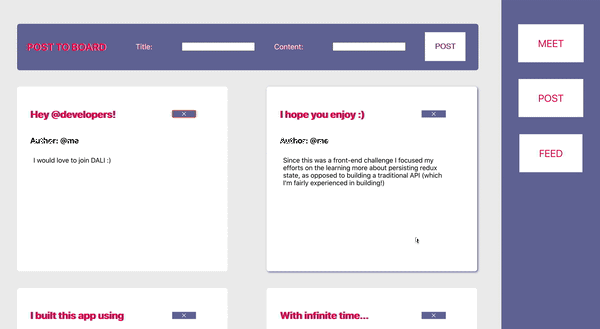 POST TO BOARD Title: Content: POST
MEET
POST
FEED
Hey @developers! ×
Author: @me
I would love to join DALI :)
I hope you enjoy :) ×
Author: @me
Since this was a front-end challenge I focused my
efforts on the learning more about persisting redux
state, as opposed to building a traditional API (which
I'm fairly experienced in building!)
I built this app using ×
With infinite time... ×